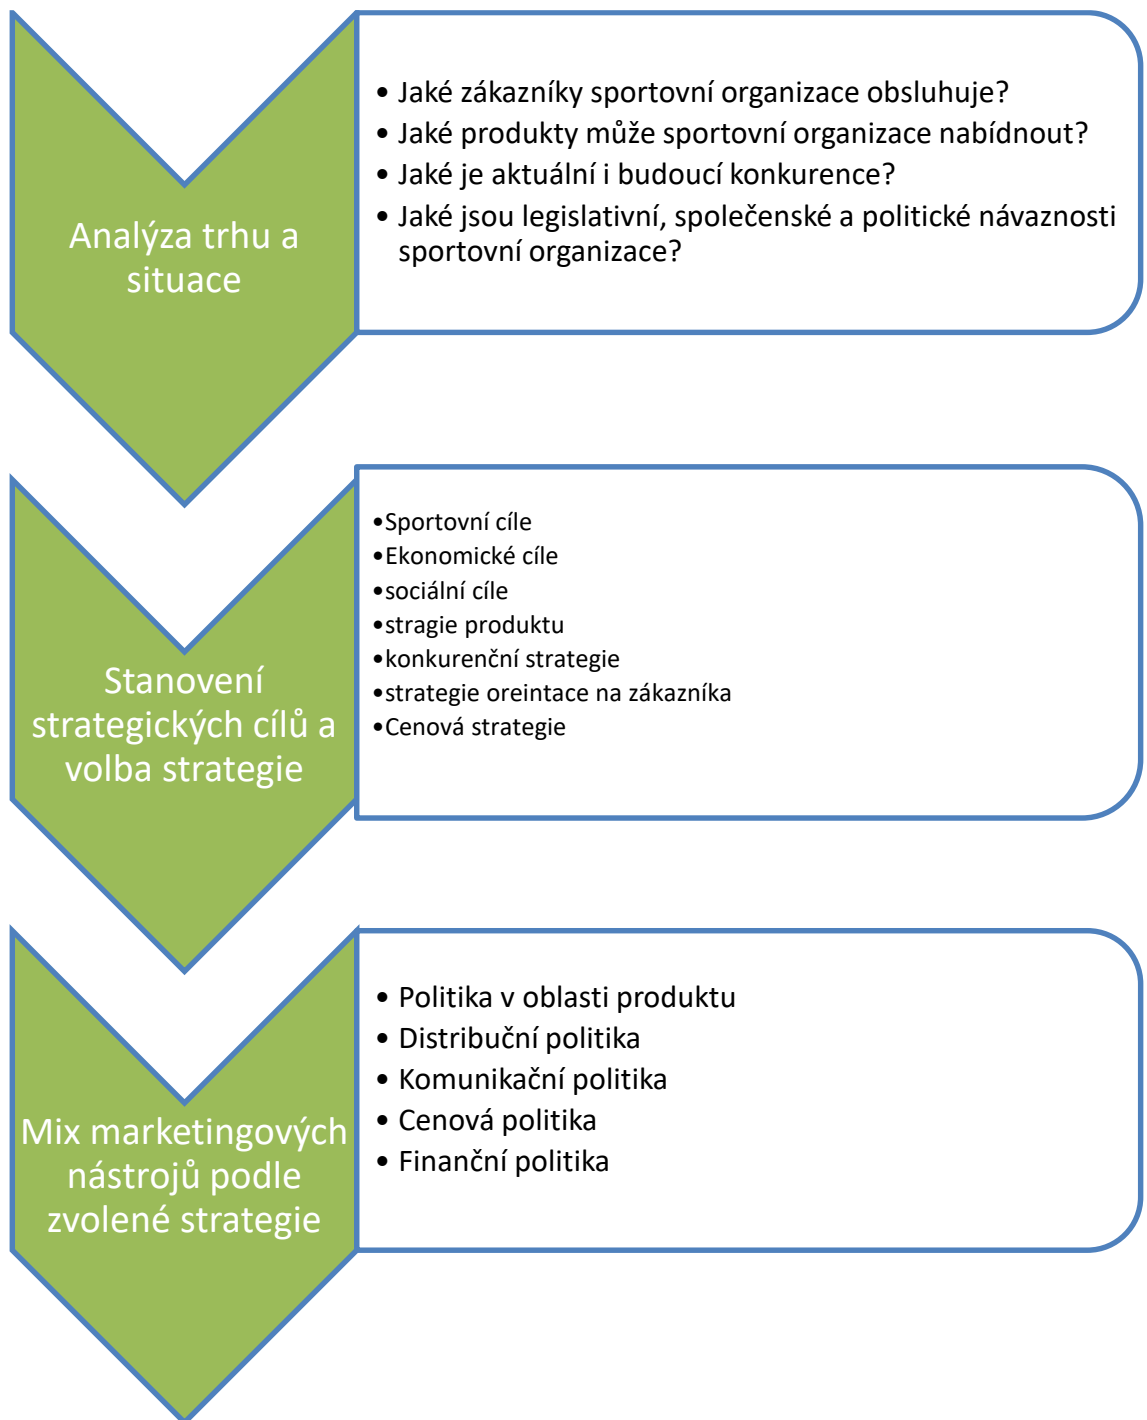 Analýza trhu a
situace
• Jaké zákazníky sportovní organizace obsluhuje?
• Jaké produkty může sportovní organizace nabídnout?
• Jaké je aktuální i budoucí konkurence?
• Jaké jsou legislativní, společenské a politické návaznosti
sportovní organizace?
Stanovení
strategických cílů a
volba strategie
•Sportovní cíle
•Ekonomické cíle
•sociální cíle
•stragie produktu
•konkurenční strategie
•strategie oreintace na zákazníka
•Cenová strategie
Mix marketingových
nástrojů podle
zvolené strategie
• Politika v oblasti produktu
• Distribuční politika
• Komunikační politika
• Cenová politika
• Finanční politika